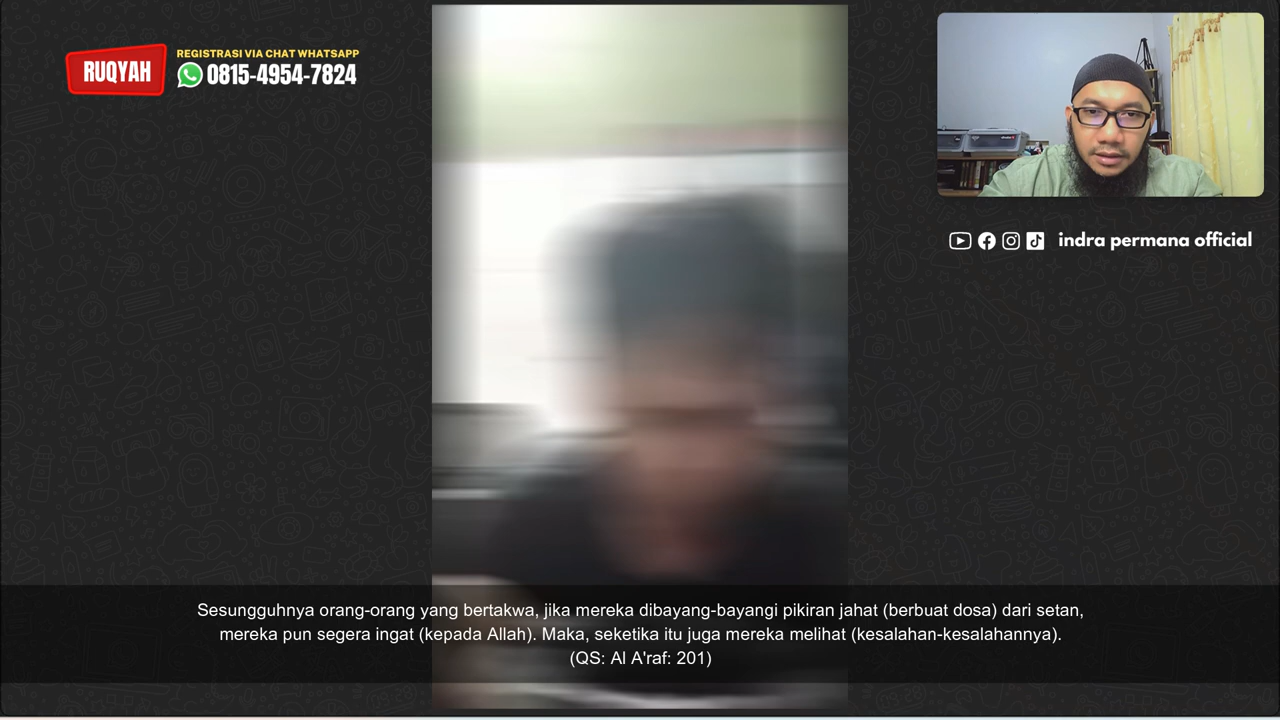 RUQYAH
REGISTRASI VIA CHAT WHATSAPP
0815-4954-7824
indra permana official
Sesungguhnya orang-orang yang bertakwa, jika mereka dibayang-bayangi pikiran jahat (berbuat dosa) dari setan,
mereka pun segera ingat (kepada Allah). Maka, seketika itu juga mereka melihat (kesalahan-kesalahannya).
(QS: Al A'raf: 201)